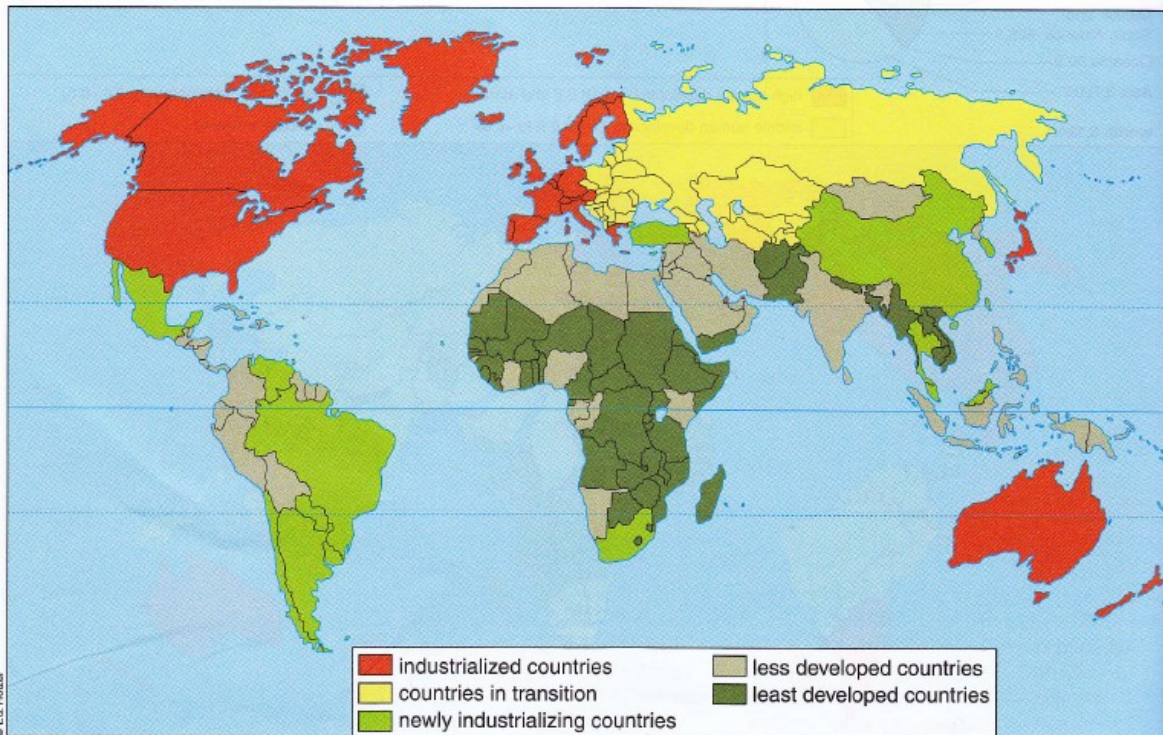 industrialized countries
countries in transition
newly industrializing countries
less developed countries
least developed countries